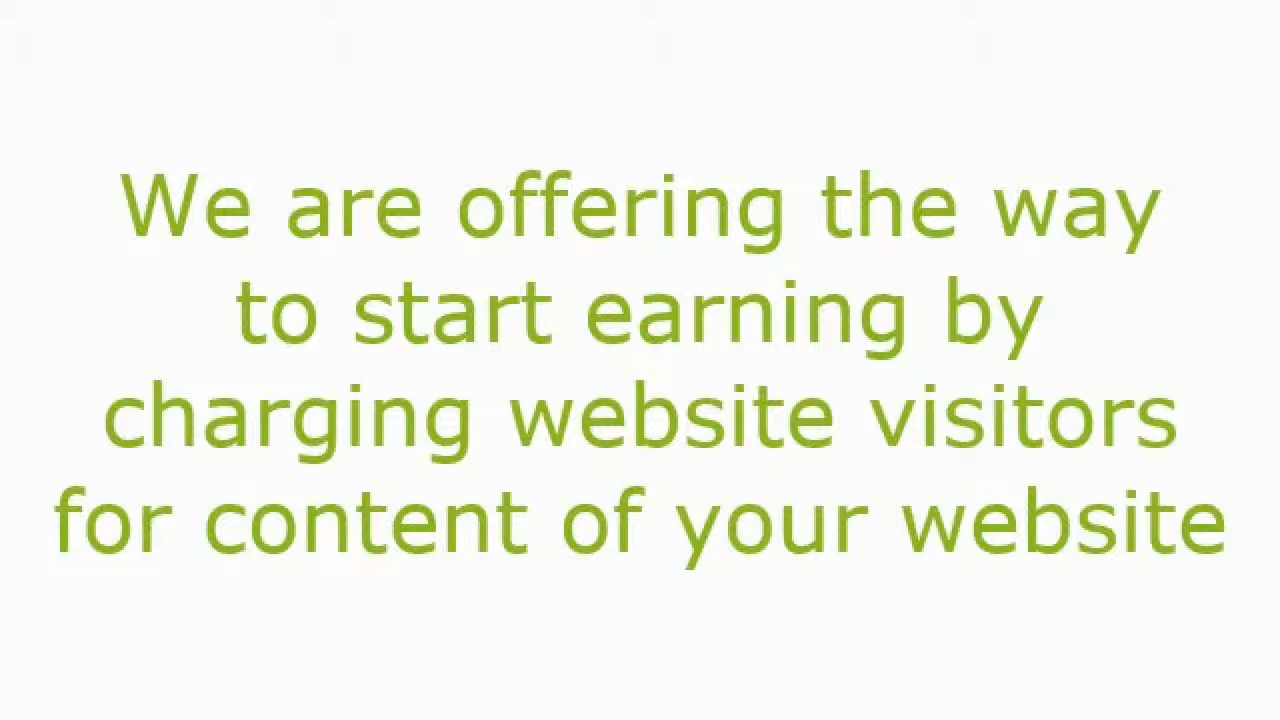 We are offering the way
to start earning by
charging website visitors
for content of your website